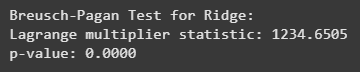 Breusch-Pagan Test for Ridge:
Lagrange multiplier statistic: 1234.6505
p-value: 0.0000